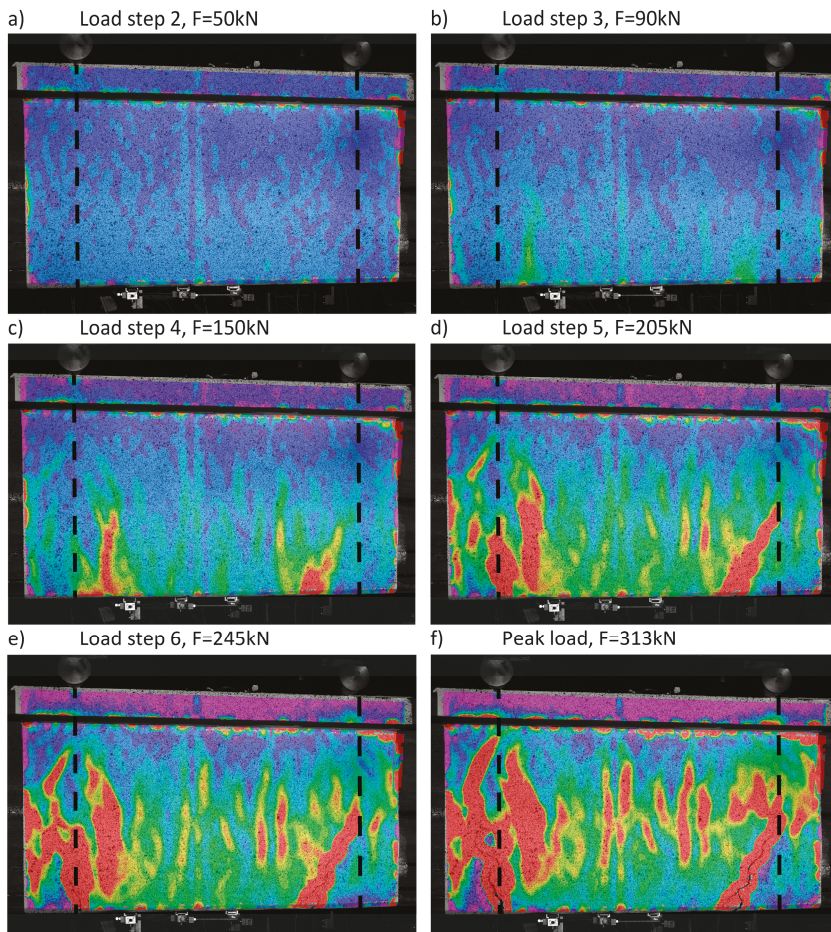 a) Load step 2, F=50kN
b) Load step 3, F=90kN
c) Load step 4, F=150kN
d) Load step 5, F=205kN
e) Load step 6, F=245kN
f) Peak load, F=313kN